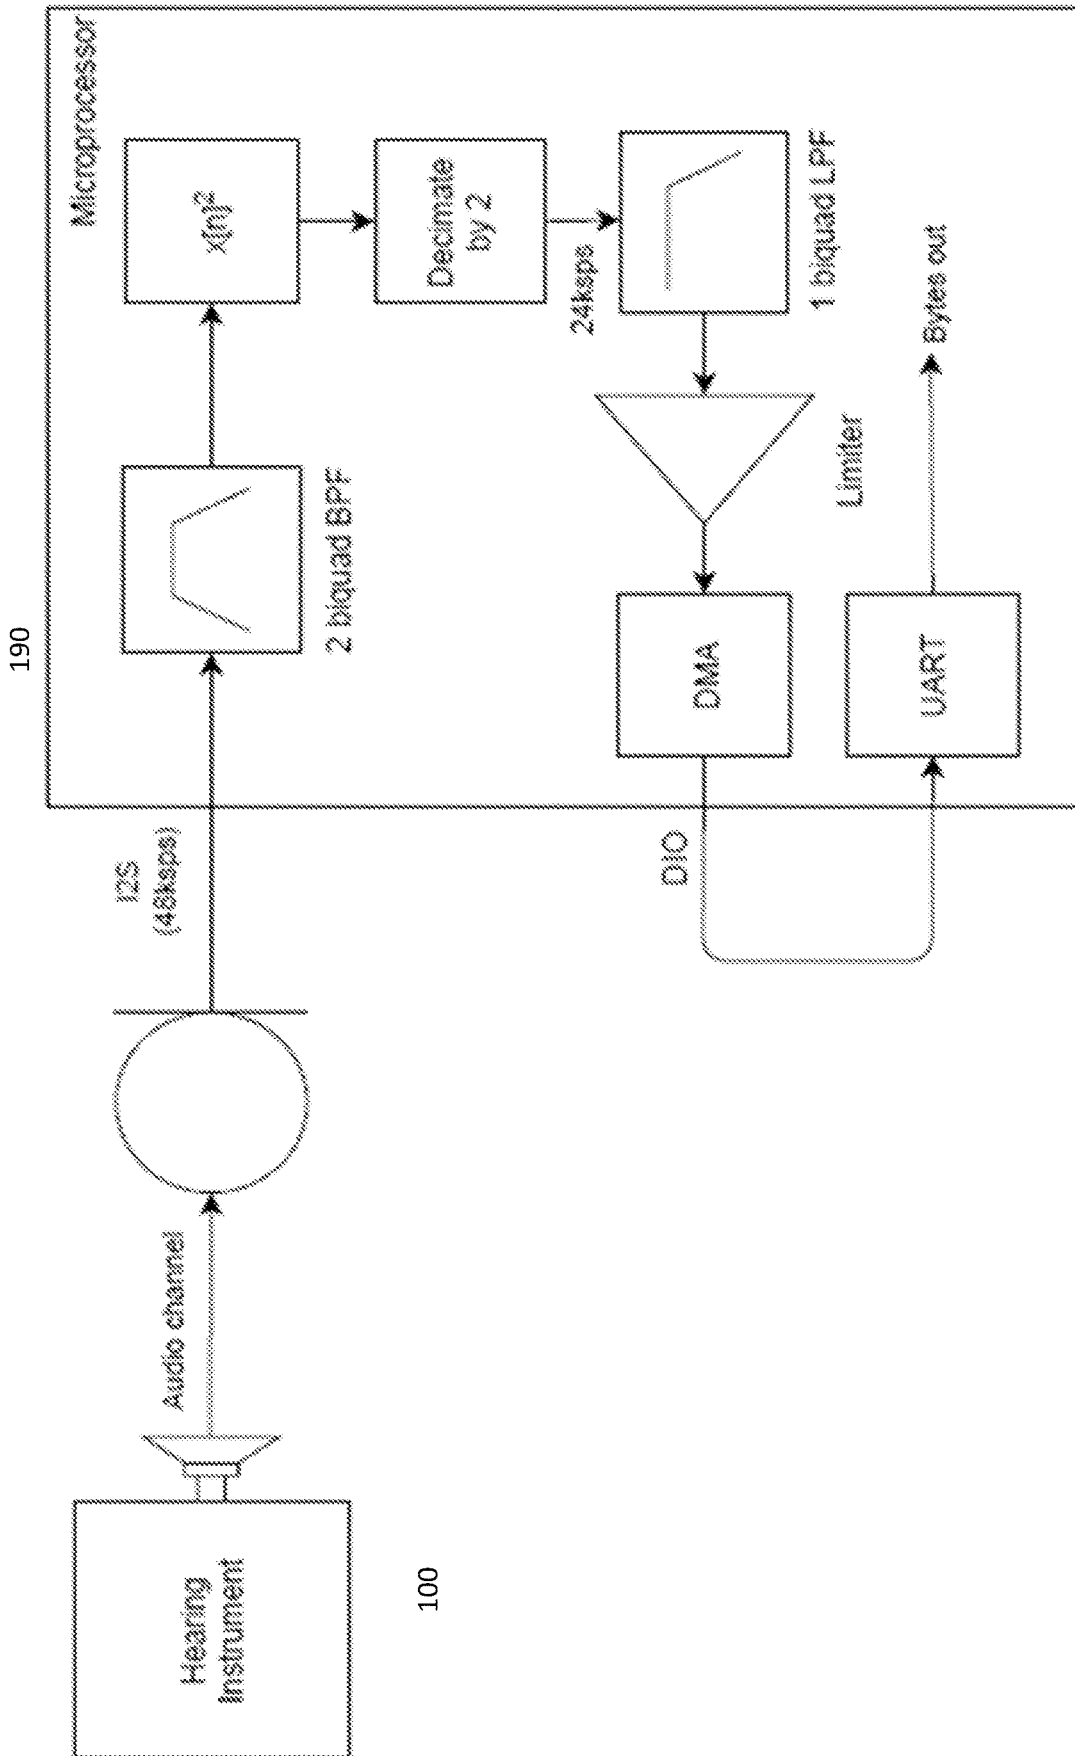 190
Microprocessor
Hearing
Instrument
100
Audio channel
I2S
(48ksps)
2 biquad BPF
x[n]²
Decimate
by 2
24ksps
1 biquad LPF
Limiter
DMA
DIO
UART
Bytes out